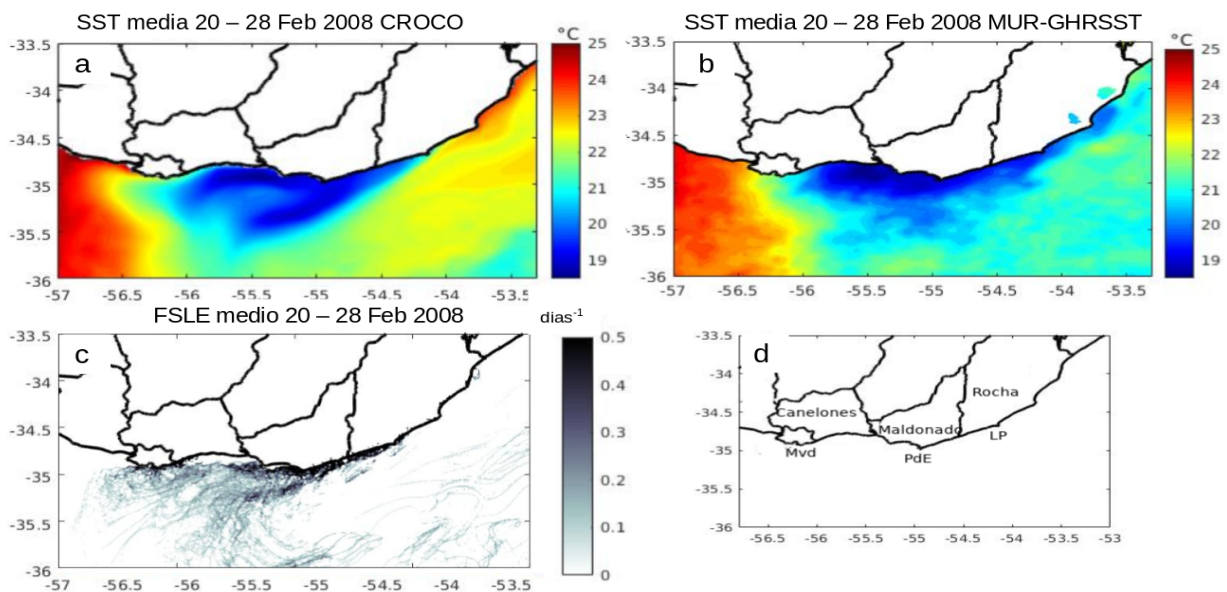 SST media 20 – 28 Feb 2008 CROCO
SST media 20 – 28 Feb 2008 MUR-GHRSST
a
°C
-33.5
-34
-34.5
-35
-35.5
-36
-57 -56.5 -56 -55.5 -55 -54.5 -54 -53.5
25
24
23
22
21
20
19
b
°C
-33.5
-34
-34.5
-35
-35.5
-36
-57 -56.5 -56 -55.5 -55 -54.5 -54 -53.5
25
24
23
22
21
20
19
FSLE medio 20 – 28 Feb 2008
dias-1
c
-33.5
-34
-34.5
-35
-35.5
-36
-57 -56.5 -56 -55.5 -55 -54.5 -54 -53.5
0.5
0.4
0.3
0.2
0.1
0
d
-33.5
-34
-34.5
-35
-35.5
-36
-56.5 -56 -55.5 -55 -54.5 -54 -53.5 -53
Rocha
Canelones
Maldonado
LP
Mvd
PdE